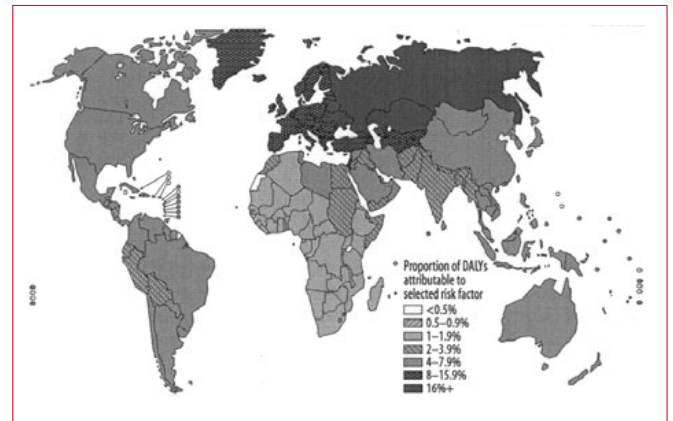 Proportion of DALYs
attributable to
selected risk factor
<0.5%
0.5–0.9%
1–1.9%
2–3.9%
4–7.9%
8–15.9%
16%+